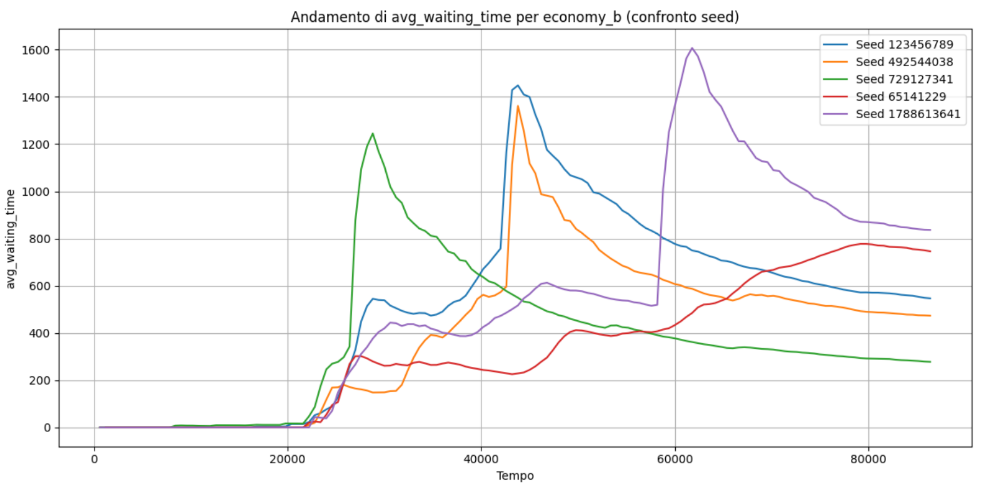 Andamento di avg_waiting_time per economy_b (confronto seed)
Seed 123456789
Seed 492544038
Seed 729127341
Seed 65141229
Seed 1788613641
avg_waiting_time
1600
1400
1200
1000
800
600
400
200
0
0 20000 40000 60000 80000
Tempo